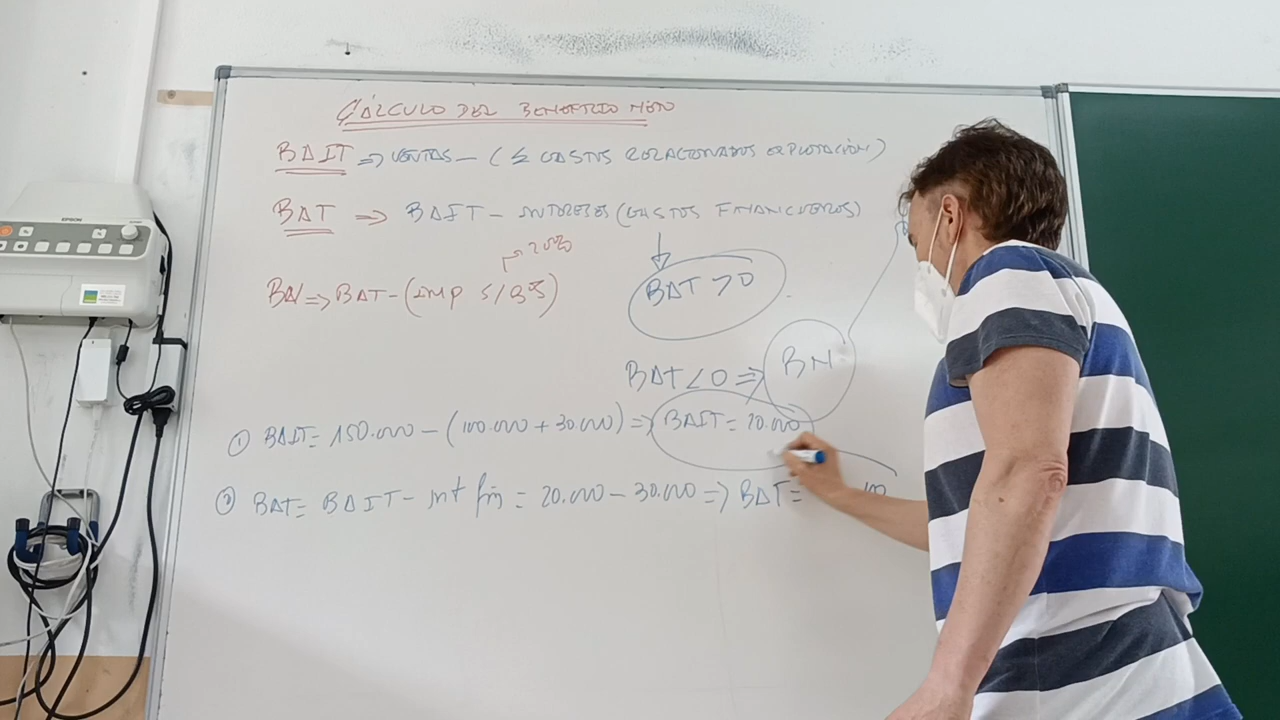 CÁLCULO DEL BENEFICIO NETO
BAIT => VENTAS - ( Σ GASTOS RELACIONADOS EXPLOTACIÓN )
BAT => BAIT - INTERESES (GASTOS FINANCIEROS)
20%
BN => BAT - (IMP S/BOS)
BAT > 0
BAT < 0 => BN
① BAIT = 150.000 - (100.000 + 30.000) => BAIT = 20.000
② BAT = BAIT - Int fin = 20.000 - 30.000 => BAT =
EPSON